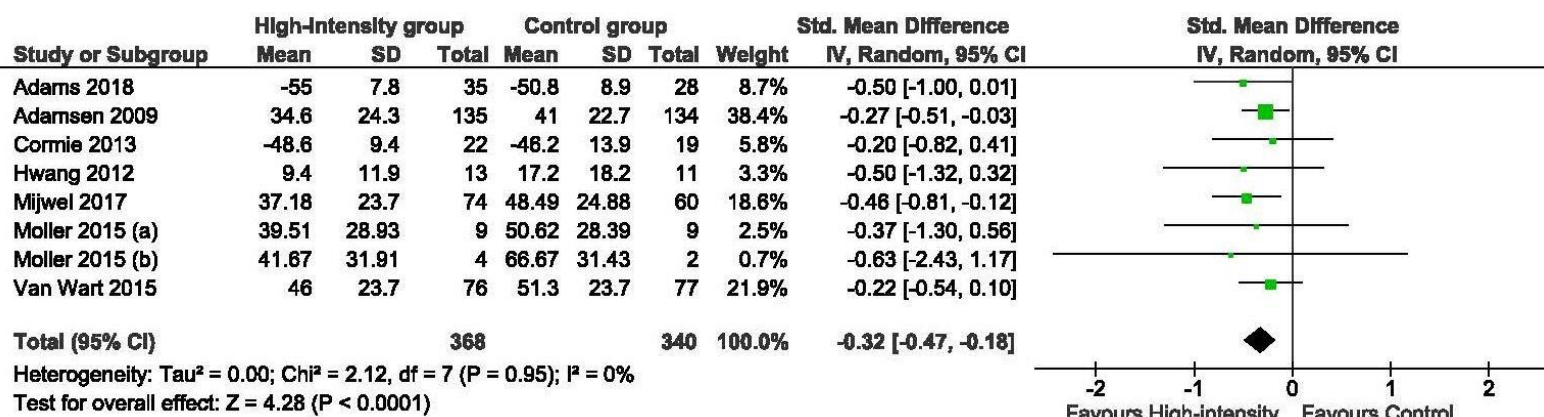 High-Intensity group Control group Std. Mean Difference Std. Mean Difference
Study or Subgroup Mean SD Total Mean SD Total Weight IV, Random, 95% CI IV, Random, 95% CI
Adams 2018 -55 7.8 35 -50.8 8.9 28 8.7% -0.50 [-1.00, 0.01]
Adamsen 2009 34.6 24.3 135 41 22.7 134 38.4% -0.27 [-0.51, -0.03]
Cormie 2013 -48.6 9.4 22 -46.2 13.9 19 5.8% -0.20 [-0.82, 0.41]
Hwang 2012 9.4 11.9 13 17.2 18.2 11 3.3% -0.50 [-1.32, 0.32]
Mijwel 2017 37.18 23.7 74 48.49 24.88 60 18.6% -0.46 [-0.81, -0.12]
Moller 2015 (a) 39.51 28.93 9 50.62 28.39 9 2.5% -0.37 [-1.30, 0.56]
Moller 2015 (b) 41.67 31.91 4 66.67 31.43 2 0.7% -0.63 [-2.43, 1.17]
Van Wart 2015 46 23.7 76 51.3 23.7 77 21.9% -0.22 [-0.54, 0.10]
Total (95% CI) 368 340 100.0% -0.32 [-0.47, -0.18]
Heterogeneity: Tau² = 0.00; Chi² = 2.12, df = 7 (P = 0.95); I² = 0%
Test for overall effect: Z = 4.28 (P < 0.0001)
-2 -1 0 1 2
Favours High-intensity Favours Control